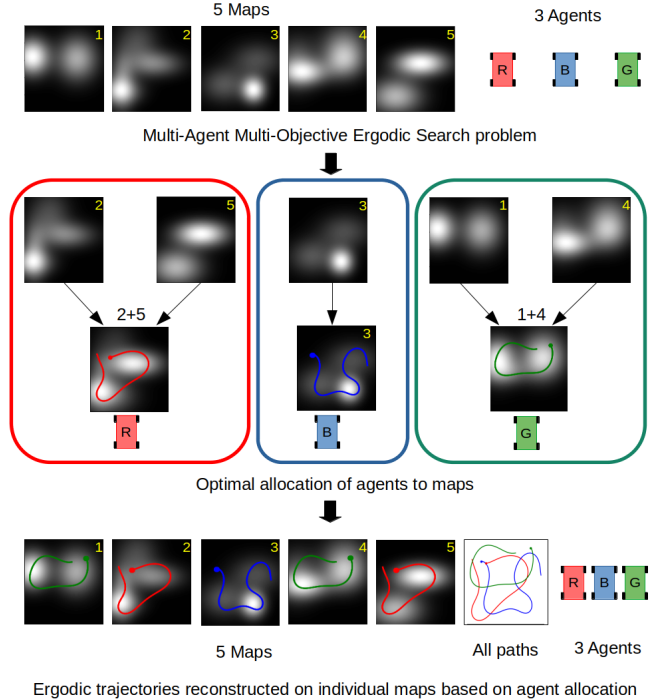 5 Maps
3 Agents
1
2
3
4
5
R
B
G
Multi-Agent Multi-Objective Ergodic Search problem
2
5
3
1
4
2+5
3
1+4
R
B
G
Optimal allocation of agents to maps
1
2
3
4
5
R
B
G
5 Maps
All paths
3 Agents
Ergodic trajectories reconstructed on individual maps based on agent allocation